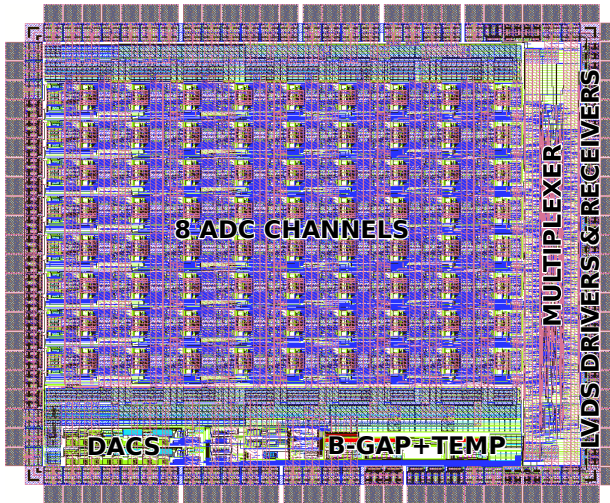 8 ADC CHANNELS
MULTIPLEXER
LVDS DRIVERS & RECEIVERS
DACS
B-GAP+TEMP